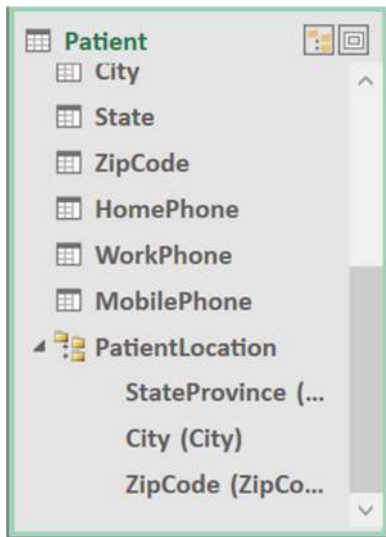 Patient
City
State
ZipCode
HomePhone
WorkPhone
MobilePhone
PatientLocation
StateProvince (...
City (City)
ZipCode (ZipCo...